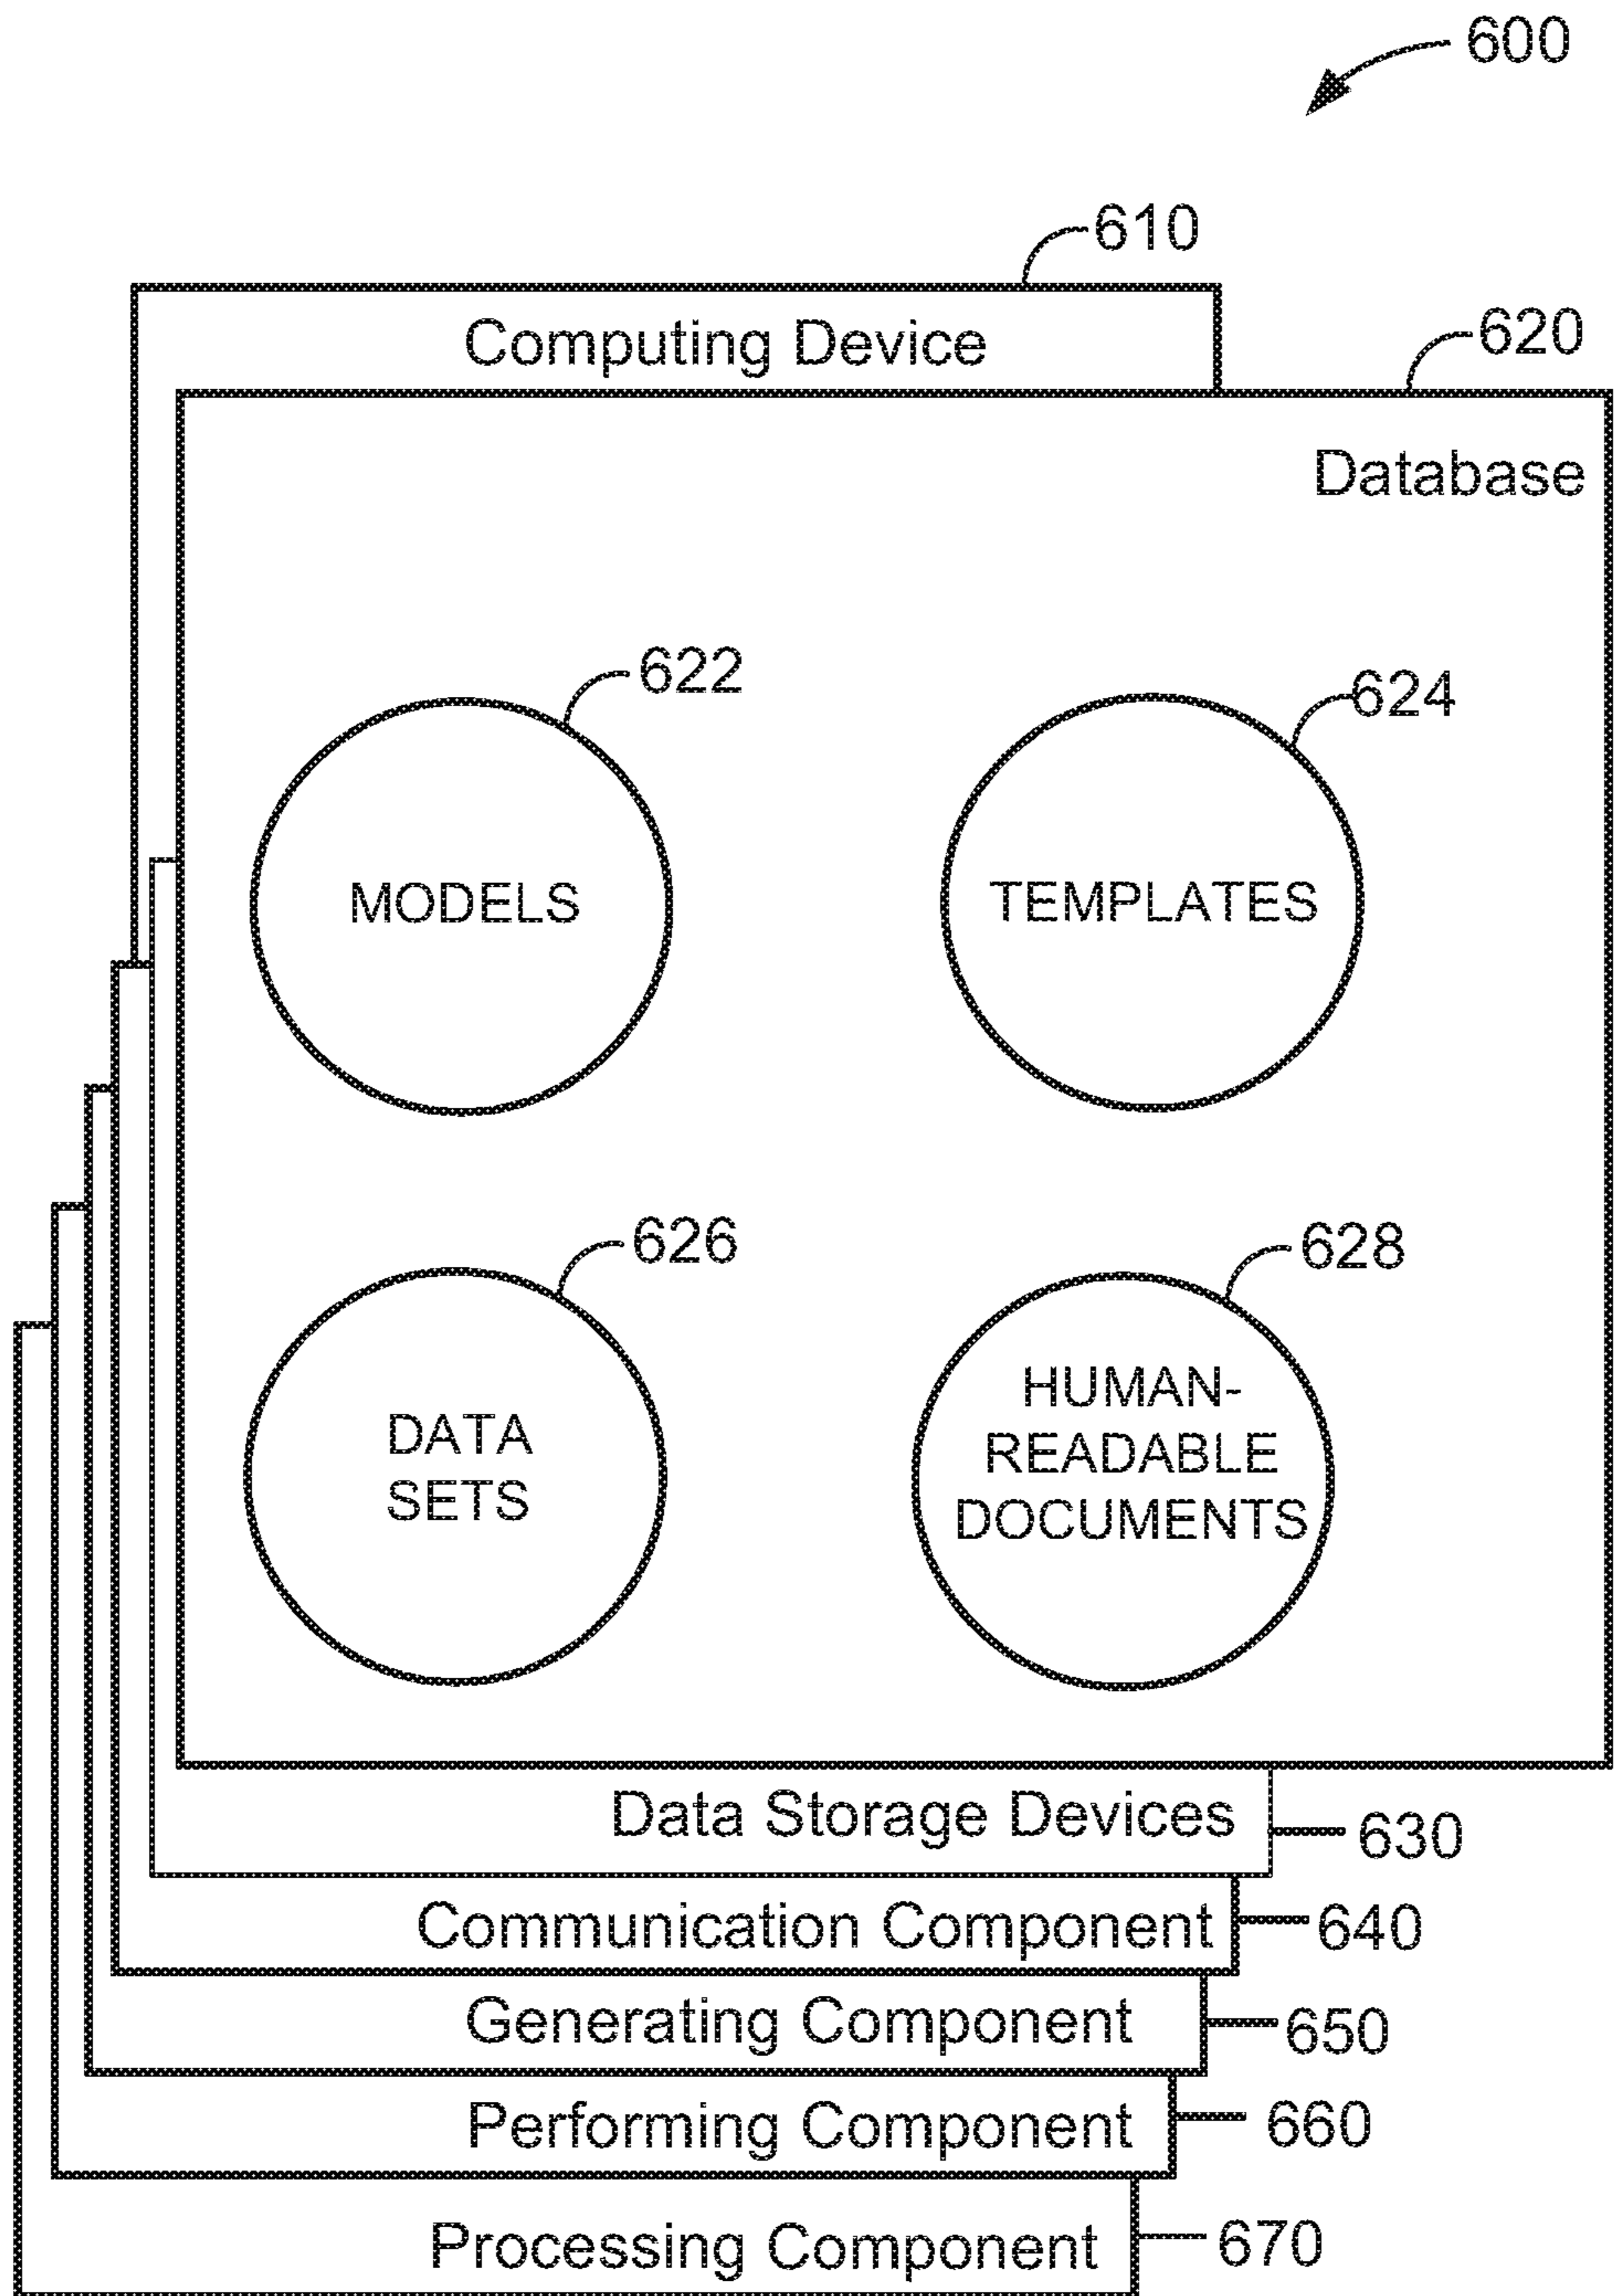 600
610
Computing Device
620
Database
622
624
MODELS
TEMPLATES
626
628
DATA
SETS
HUMAN-
READABLE
DOCUMENTS
Data Storage Devices
630
Communication Component
640
Generating Component
650
Performing Component
660
Processing Component
670